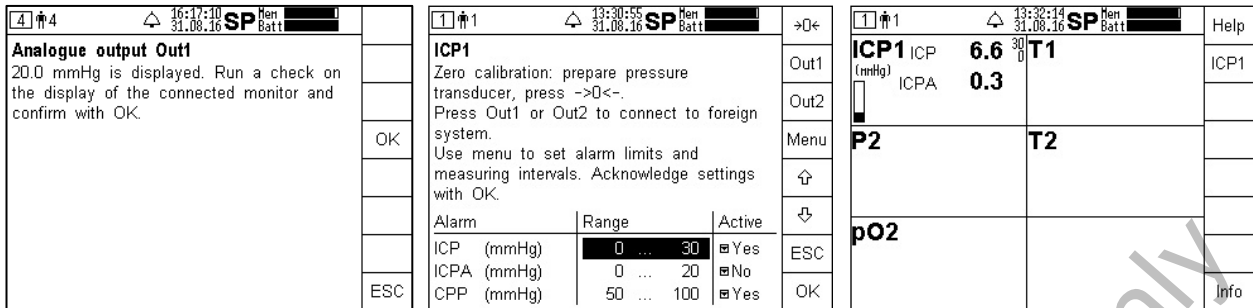 4 4 16:17:10 31.08.16 SP Mem Batt
Analogue output Out1
20.0 mmHg is displayed. Run a check on
the display of the connected monitor and
confirm with OK.
OK
ESC
1 1 13:30:55 31.08.16 SP Mem Batt
ICP1
Zero calibration: prepare pressure
transducer, press ->0<-.
Press Out1 or Out2 to connect to foreign
system.
Use menu to set alarm limits and
measuring intervals. Acknowledge settings
with OK.
Alarm Range Active
ICP (mmHg) 0 ... 30 Yes
ICPA (mmHg) 0 ... 20 No
CPP (mmHg) 50 ... 100 Yes
→0←
Out1
Out2
Menu
ESC
OK
1 1 13:32:14 31.08.16 SP Mem Batt
ICP1 ICP 6.6 30 0
(mmHg) ICPA 0.3
T1
P2
T2
pO2
Help
ICP1
Info